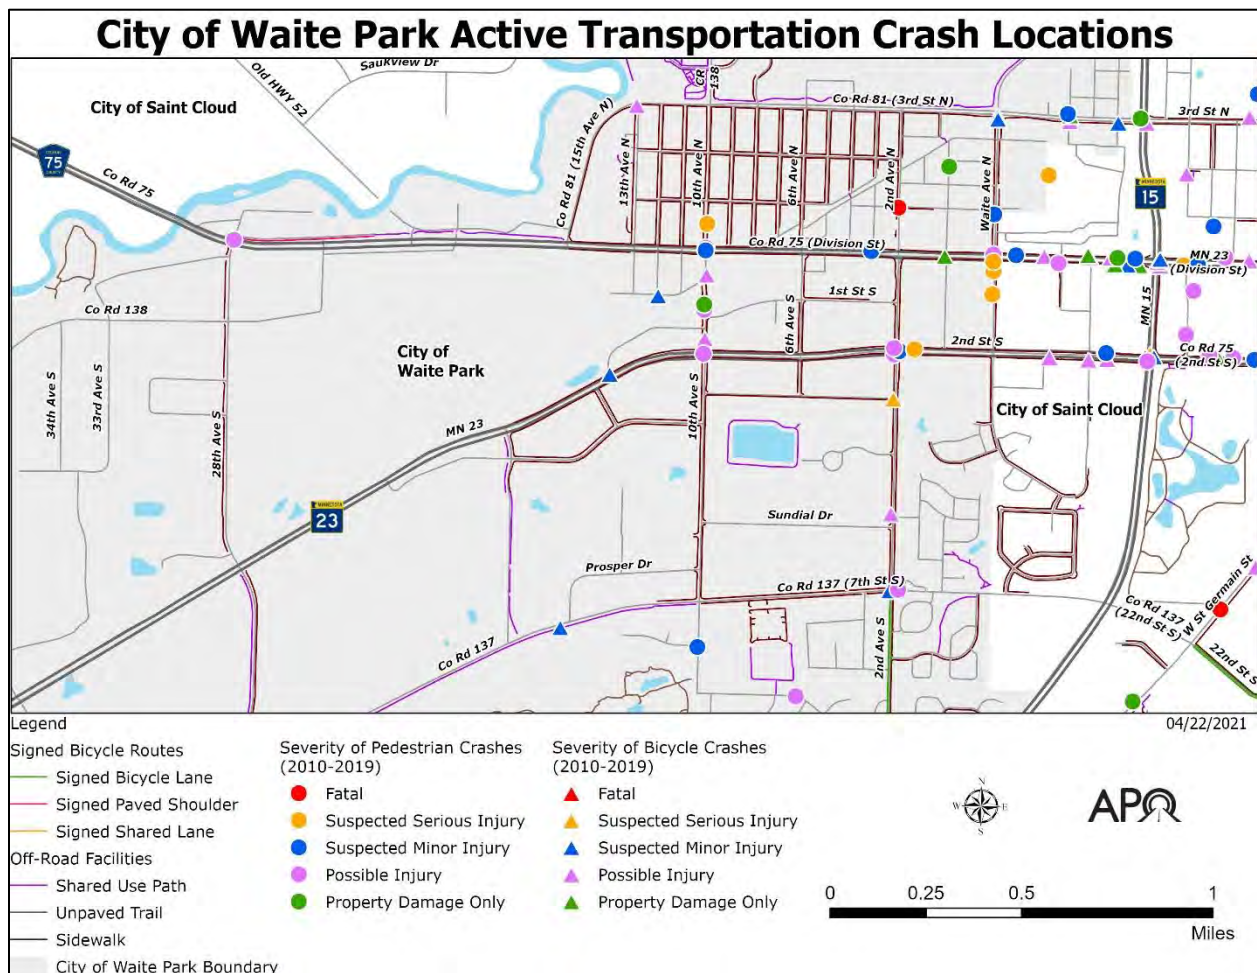 City of Waite Park Active Transportation Crash Locations
Saukview Dr
Old HWY 52
CR 138
City of Saint Cloud
Co Rd 81 (3rd St N)
3rd St N
75
Co Rd 75
Co Rd 81 (15th Ave N)
13th Ave N
10th Ave N
6th Ave N
2nd Ave N
Waite Ave N
MINNESOTA
15
Co Rd 75 (Division St)
MN 23
(Division St)
1st St S
Co Rd 138
6th Ave S
MN 15
2nd St S
Co Rd 75
(2nd St S)
City of
Waite Park
34th Ave S
33rd Ave S
28th Ave S
10th Ave S
MN 23
City of Saint Cloud
MINNESOTA
23
Sundial Dr
Prosper Dr
Co Rd 137 (7th St S)
Co Rd 137
(22nd St S)
W St Germain St
22nd St S
Co Rd 137
2nd Ave S
04/22/2021
Legend
Signed Bicycle Routes
Signed Bicycle Lane
Signed Paved Shoulder
Signed Shared Lane
Off-Road Facilities
Shared Use Path
Unpaved Trail
Sidewalk
City of Waite Park Boundary
Severity of Pedestrian Crashes
(2010-2019)
Fatal
Suspected Serious Injury
Suspected Minor Injury
Possible Injury
Property Damage Only
Severity of Bicycle Crashes
(2010-2019)
Fatal
Suspected Serious Injury
Suspected Minor Injury
Possible Injury
Property Damage Only
N
W E
S
APO
0 0.25 0.5 1
Miles